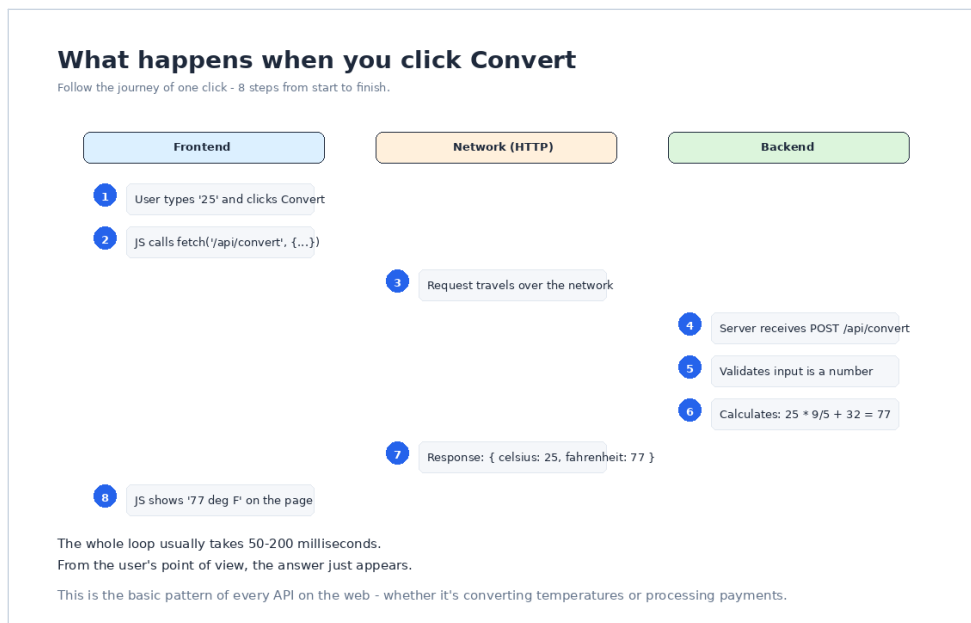 What happens when you click Convert
Follow the journey of one click - 8 steps from start to finish.
Frontend
Network (HTTP)
Backend
1 User types '25' and clicks Convert
2 JS calls fetch('/api/convert', {...})
3 Request travels over the network
4 Server receives POST /api/convert
5 Validates input is a number
6 Calculates: 25 * 9/5 + 32 = 77
7 Response: { celsius: 25, fahrenheit: 77 }
8 JS shows '77 deg F' on the page
The whole loop usually takes 50-200 milliseconds.
From the user's point of view, the answer just appears.
This is the basic pattern of every API on the web - whether it's converting temperatures or processing payments.